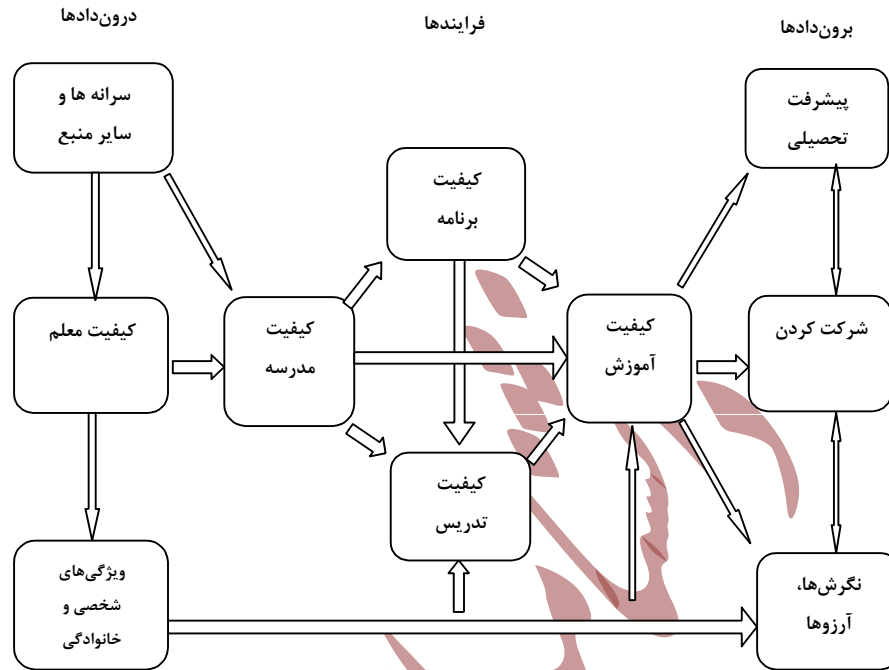 درون‌دادها
فرایندها
برون‌دادها
سرانه ها و
سایر منبع
پیشرفت
تحصیلی
کیفیت
برنامه
کیفیت معلم
کیفیت
مدرسه
کیفیت
آموزش
شرکت کردن
کیفیت
تدریس
ویژگی‌های
شخصی و
خانوادگی
نگرش‌ها،
آرزوها